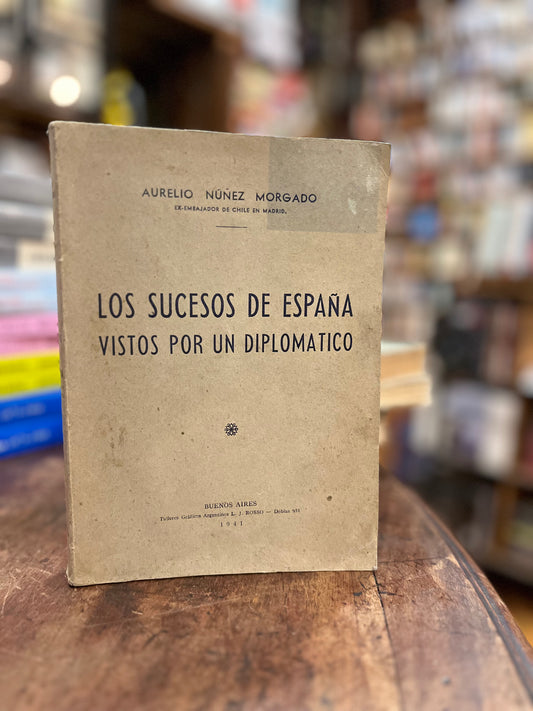 AURELIO NÚÑEZ MORGADO
EX-EMBAJADOR DE CHILE EN MADRID.
LOS SUCESOS DE ESPAÑA
VISTOS POR UN DIPLOMATICO
BUENOS AIRES
Talleres Gráficos Argentinos L. J. ROSSO — Doblas 951
1941